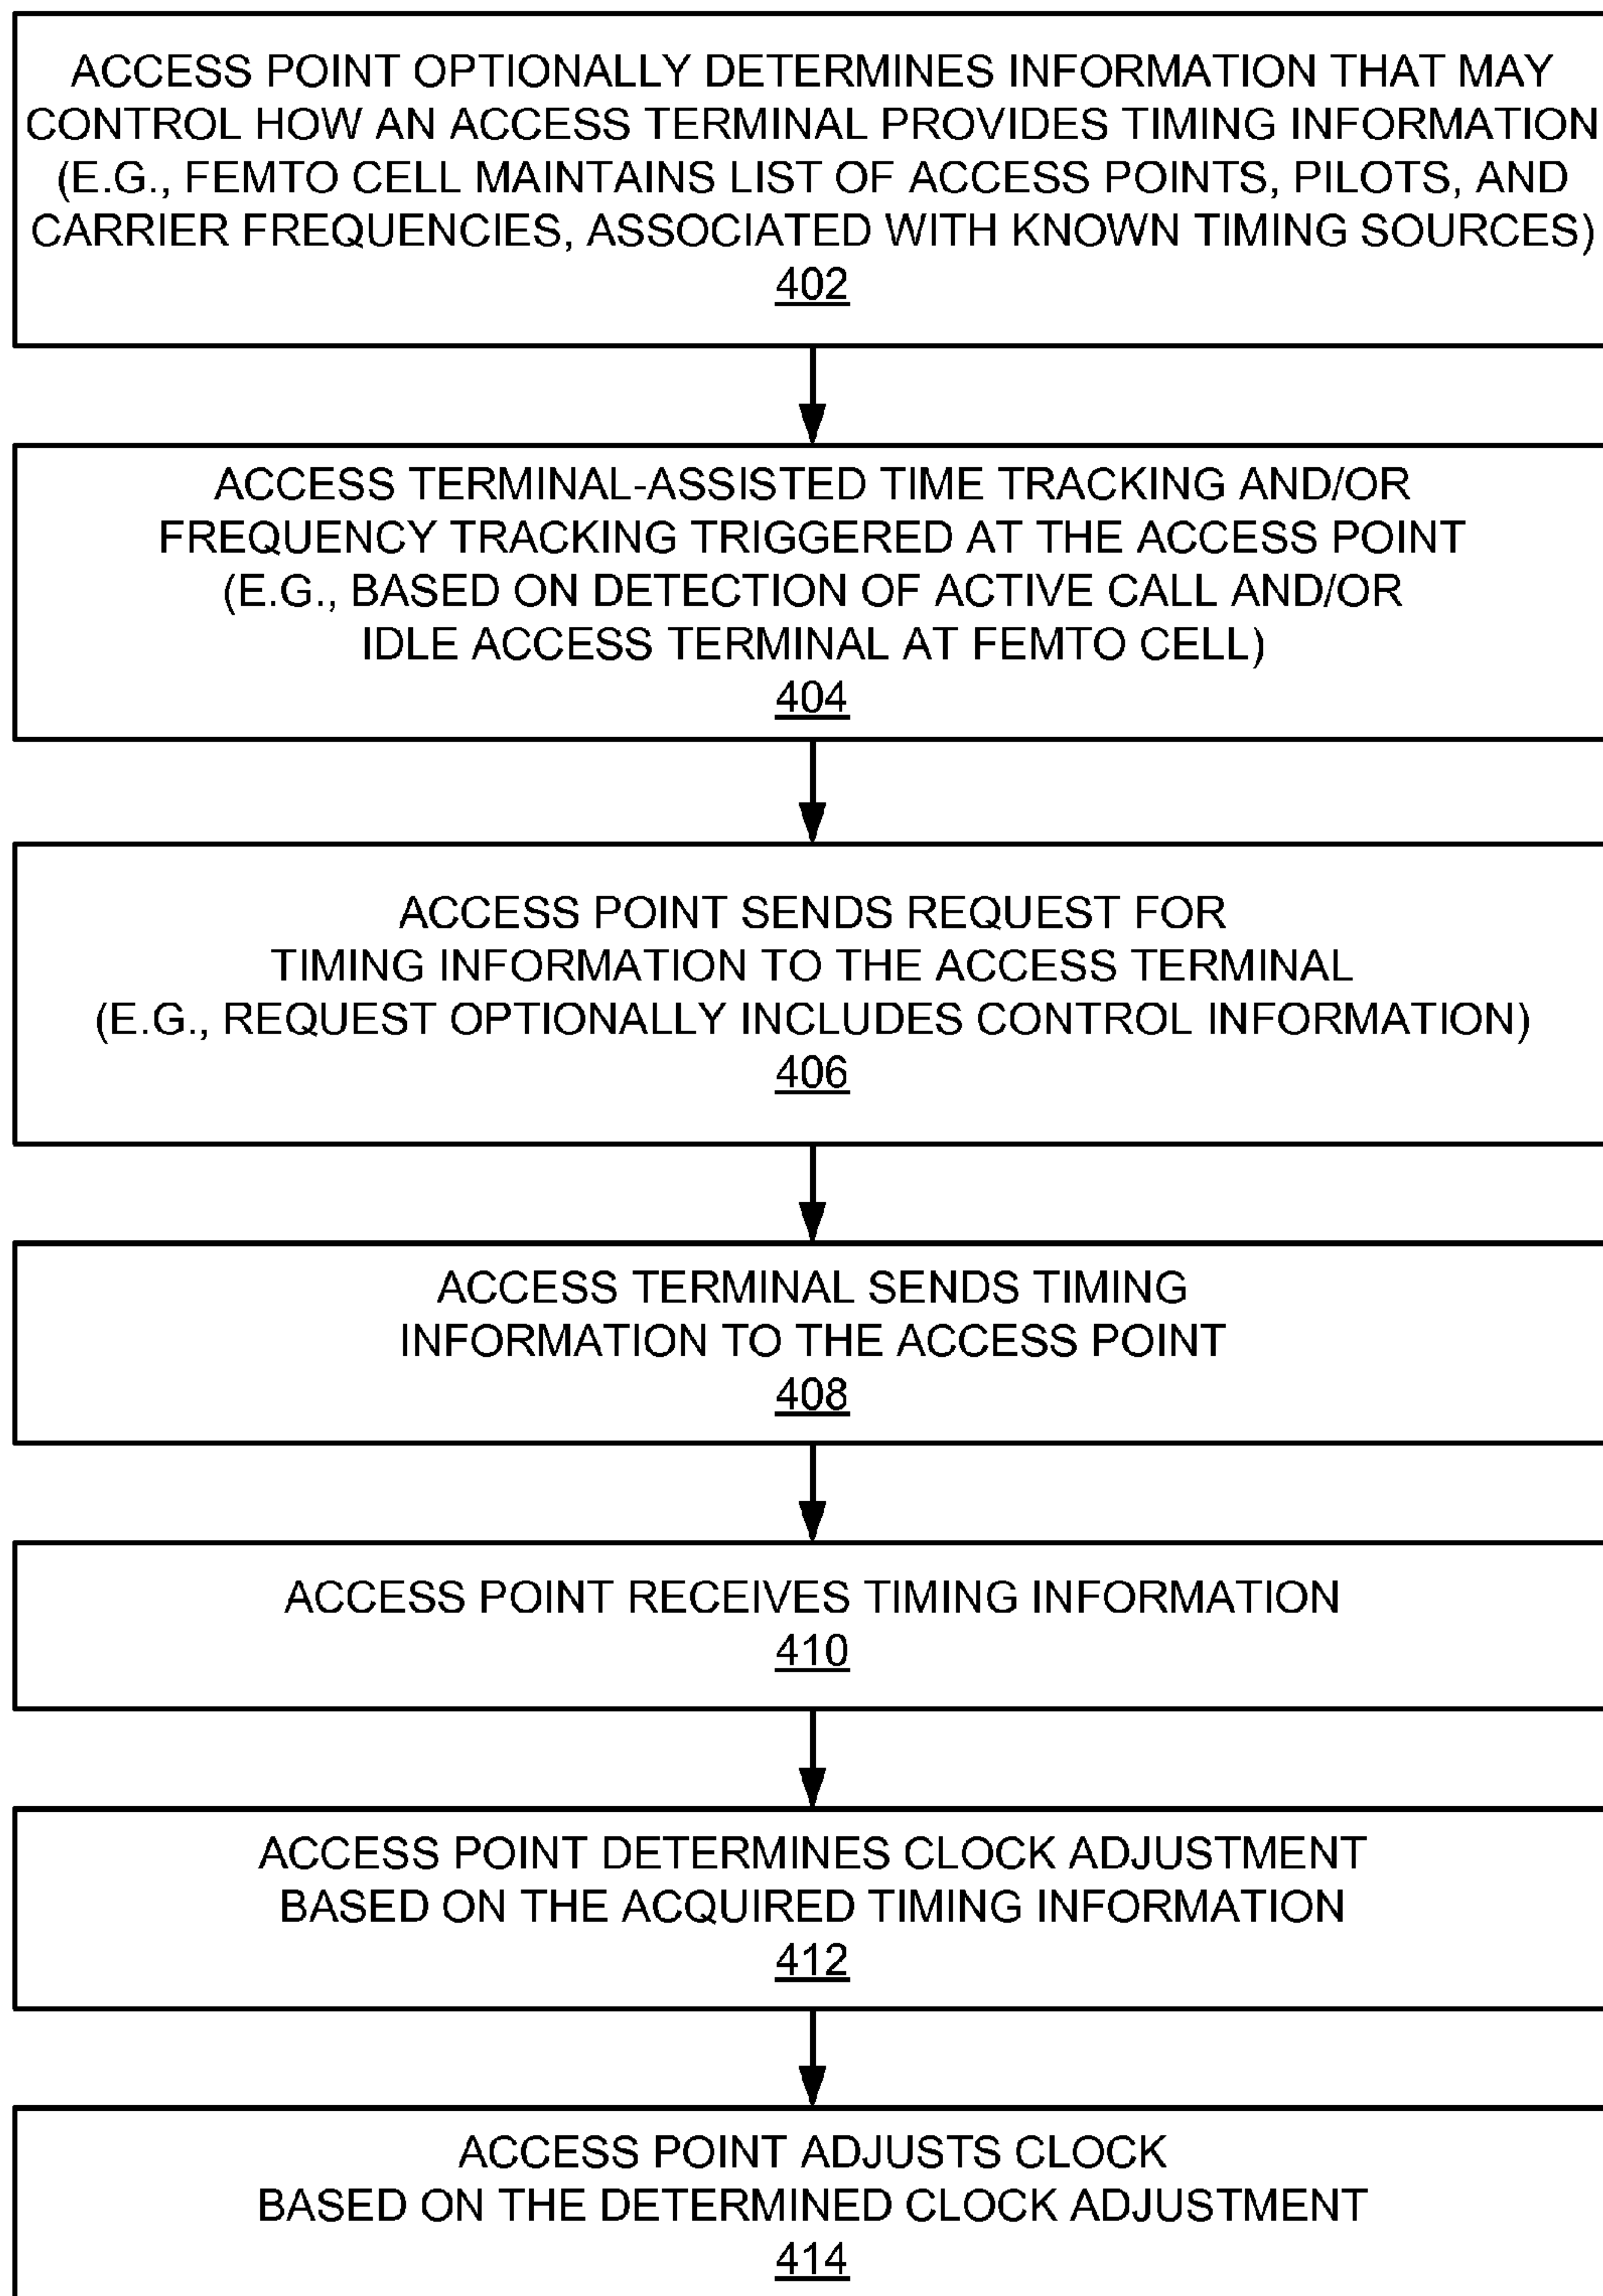 ACCESS POINT OPTIONALLY DETERMINES INFORMATION THAT MAY
CONTROL HOW AN ACCESS TERMINAL PROVIDES TIMING INFORMATION
(E.G., FEMTO CELL MAINTAINS LIST OF ACCESS POINTS, PILOTS, AND
CARRIER FREQUENCIES, ASSOCIATED WITH KNOWN TIMING SOURCES)
402
ACCESS TERMINAL-ASSISTED TIME TRACKING AND/OR
FREQUENCY TRACKING TRIGGERED AT THE ACCESS POINT
(E.G., BASED ON DETECTION OF ACTIVE CALL AND/OR
IDLE ACCESS TERMINAL AT FEMTO CELL)
404
ACCESS POINT SENDS REQUEST FOR
TIMING INFORMATION TO THE ACCESS TERMINAL
(E.G., REQUEST OPTIONALLY INCLUDES CONTROL INFORMATION)
406
ACCESS TERMINAL SENDS TIMING
INFORMATION TO THE ACCESS POINT
408
ACCESS POINT RECEIVES TIMING INFORMATION
410
ACCESS POINT DETERMINES CLOCK ADJUSTMENT
BASED ON THE ACQUIRED TIMING INFORMATION
412
ACCESS POINT ADJUSTS CLOCK
BASED ON THE DETERMINED CLOCK ADJUSTMENT
414